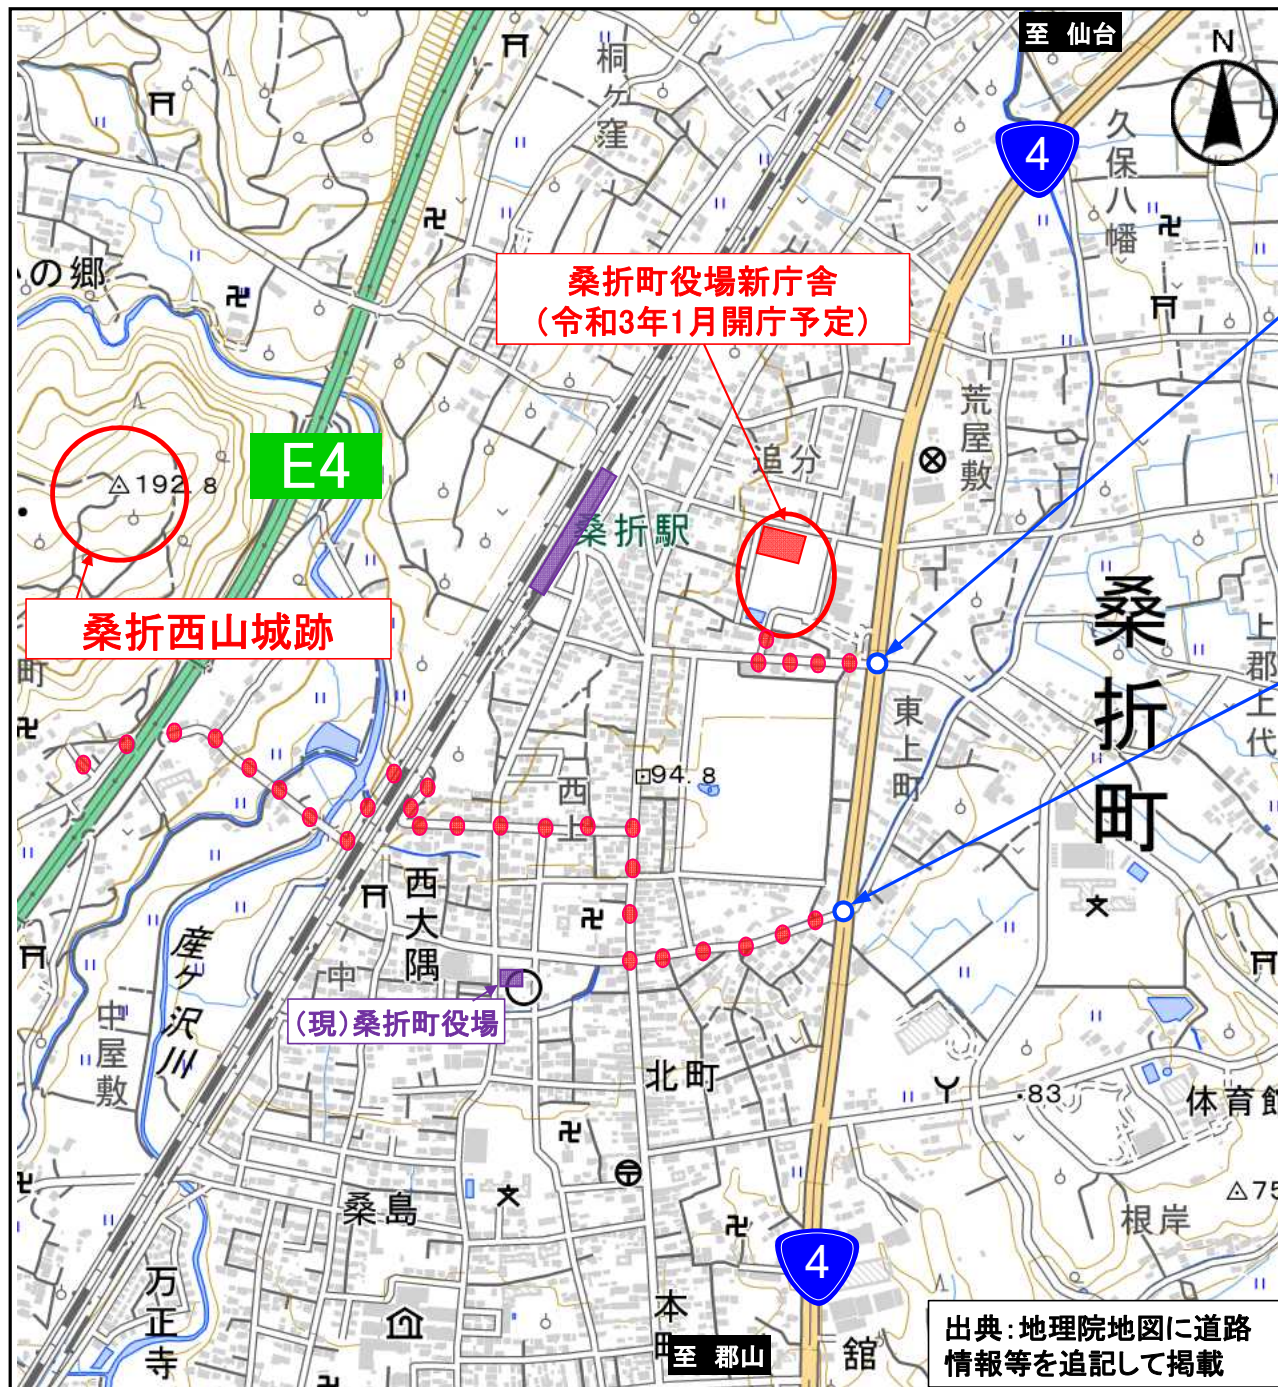 至 仙台
N
桐ケ窪
4
久保八幡
の郷
桑折町役場新庁舎
（令和3年1月開庁予定）
荒屋敷
追分
E4
192.8
桑折駅
桑折西山城跡
桑折町
上郡上代
町
東上町
94.8
西上
西大隅
産ケ沢川
中
中屋敷
（現）桑折町役場
北町
83
体育館
桑島
75
根岸
4
万正寺
本町
至 郡山
舘
出典：地理院地図に道路
情報等を追記して掲載